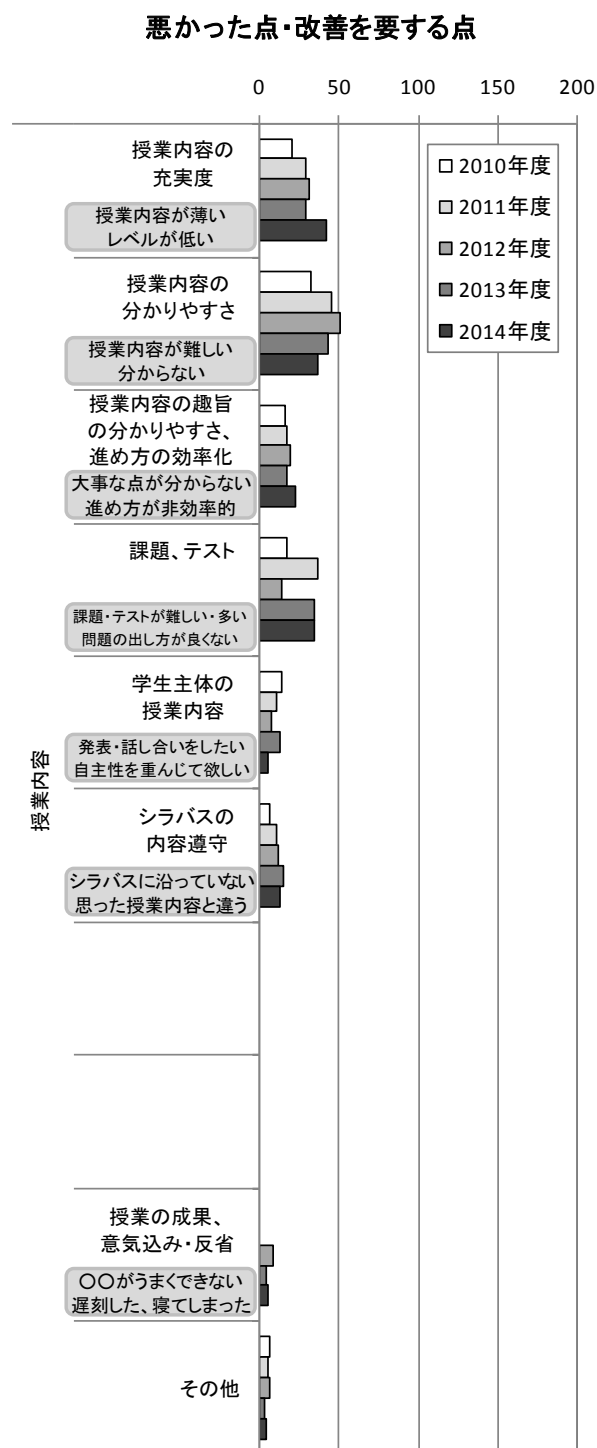 悪かった点・改善を要する点
0 50 100 150 200
2010年度
2011年度
2012年度
2013年度
2014年度
授業内容
授業内容の
充実度
授業内容が薄い
レベルが低い
授業内容の
分かりやすさ
授業内容が難しい
分からない
授業内容の趣旨
の分かりやすさ、
進め方の効率化
大事な点が分からない
進め方が非効率的
課題、テスト
課題・テストが難しい・多い
問題の出し方が良くない
学生主体の
授業内容
発表・話し合いをしたい
自主性を重んじて欲しい
シラバスの
内容遵守
シラバスに沿っていない
思った授業内容と違う
授業の成果、
意気込み・反省
〇〇がうまくできない
遅刻した、寝てしまった
その他